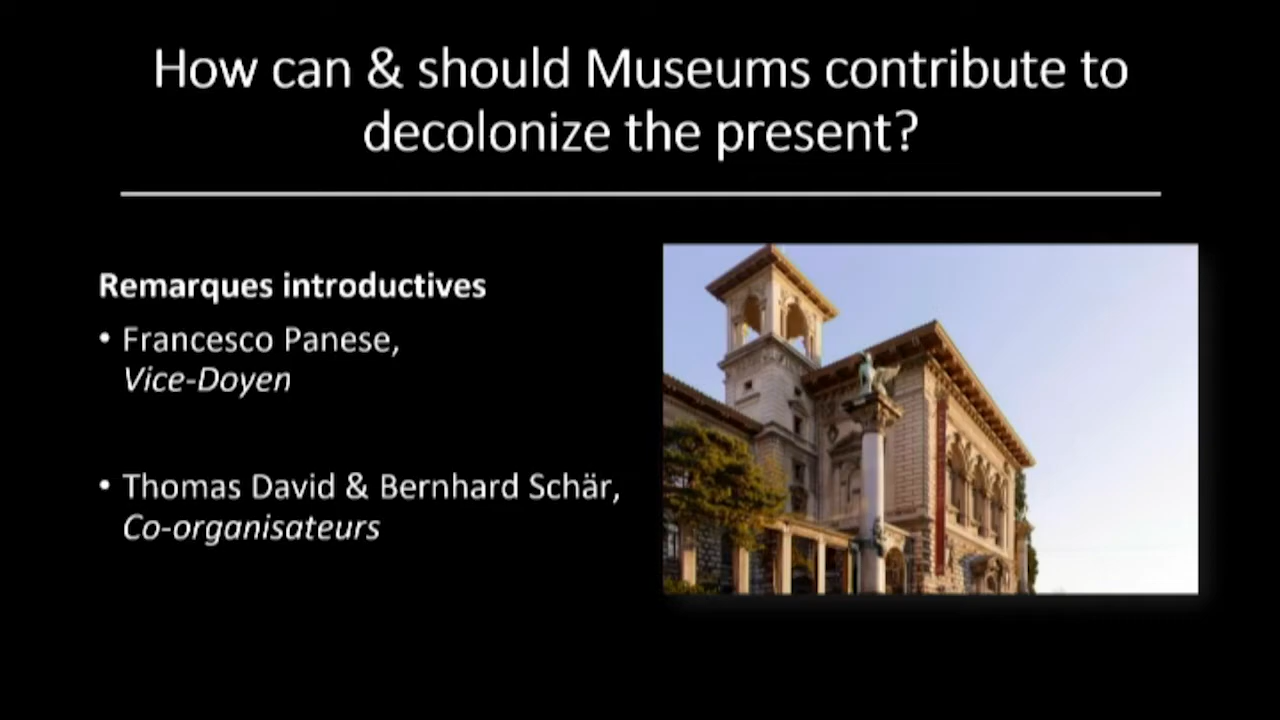 How can & should Museums contribute to
decolonize the present?
Remarques introductives
• Francesco Panese,
Vice-Doyen
• Thomas David & Bernhard Schär,
Co-organisateurs